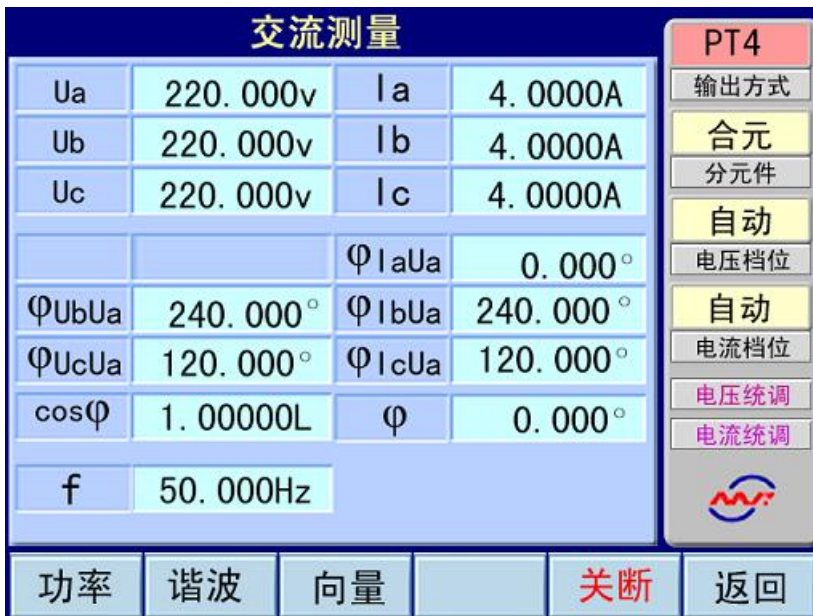 交流测量
Ua 220.000v Ia 4.0000A
Ub 220.000v Ib 4.0000A
Uc 220.000v Ic 4.0000A
φIaUa 0.000°
φUbUa 240.000° φIbUa 240.000°
φUcUa 120.000° φIcUa 120.000°
cosφ 1.00000L φ 0.000°
f 50.000Hz
PT4
输出方式
合元
分元件
自动
电压档位
自动
电流档位
电压统调
电流统调
功率 谐波 向量 关断 返回